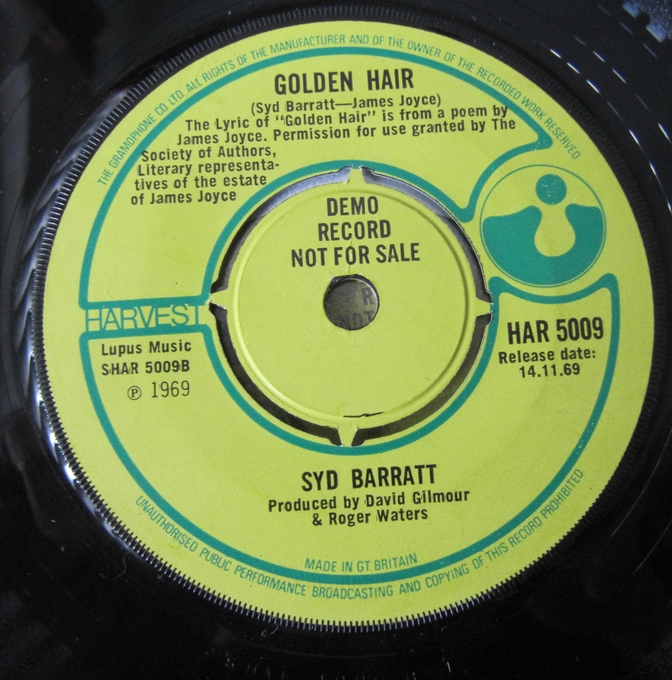 THE GRAMOPHONE CO. LTD. ALL RIGHTS OF THE MANUFACTURER AND OF THE OWNER OF THE RECORDED WORK RESERVED.
GOLDEN HAIR
(Syd Barratt—James Joyce)
The Lyric of "Golden Hair" is from a poem by
James Joyce. Permission for use granted by The
Society of Authors,
Literary representa-
tives of the estate
of James Joyce
DEMO
RECORD
NOT FOR SALE
HARVEST
Lupus Music
SHAR 5009B
℗ 1969
HAR 5009
Release date:
14.11.69
SYD BARRATT
Produced by David Gilmour
& Roger Waters
MADE IN GT. BRITAIN
UNAUTHORISED PUBLIC PERFORMANCE BROADCASTING AND COPYING OF THIS RECORD PROHIBITED